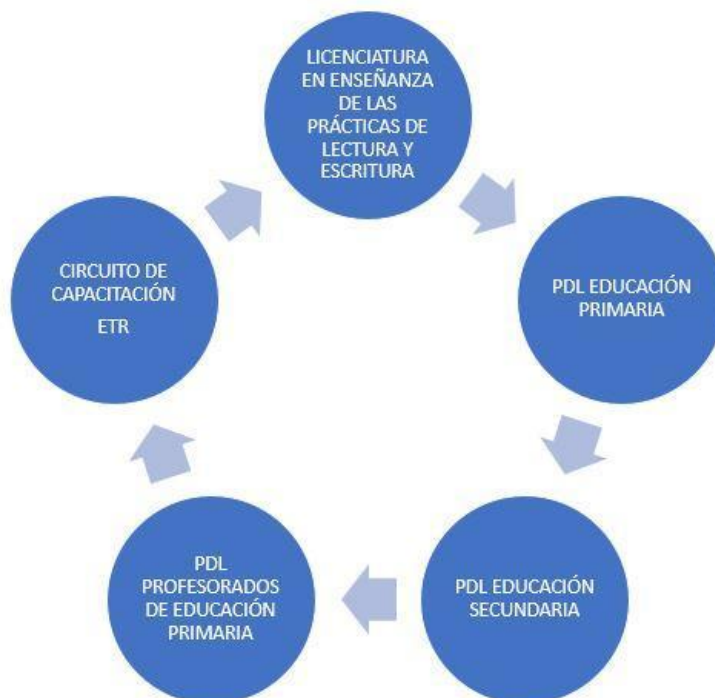 LICENCIATURA
EN ENSEÑANZA
DE LAS
PRÁCTICAS DE
LECTURA Y
ESCRITURA
PDL EDUCACIÓN
PRIMARIA
PDL EDUCACIÓN
SECUNDARIA
PDL
PROFESORADOS
DE EDUCACIÓN
PRIMARIA
CIRCUITO DE
CAPACITACIÓN
ETR